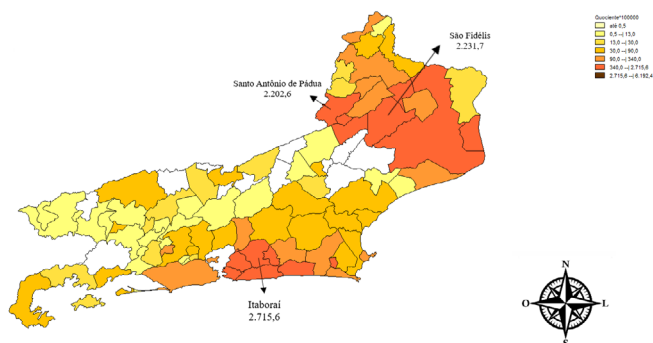 Quociente*100000
até 0,5
0,5 --| 13,0
13,0 --| 30,0
30,0 --| 90,0
90,0 --| 340,0
340,0 --| 2.715,6
2.715,6 --| 6.192,4
São Fidélis
2.231,7
Santo Antônio de Pádua
2.202,6
Itaboraí
2.715,6
N
O
L
S